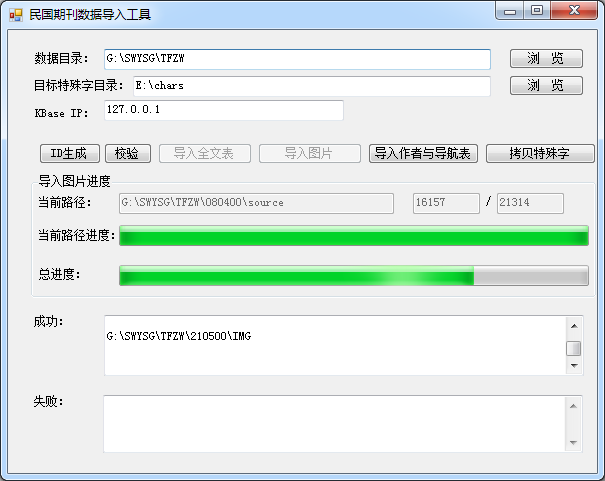 民国期刊数据导入工具
数据目录： G:\SWYSG\TFZW 浏 览
目标特殊字目录： E:\chars 浏 览
KBase IP： 127.0.0.1
ID生成 校验 导入全文表 导入图片 导入作者与导航表 拷贝特殊字
导入图片进度
当前路径： G:\SWYSG\TFZW\080400\source 16157 / 21314
当前路径进度：
总进度：
成功：
G:\SWYSG\TFZW\210500\IMG
失败：